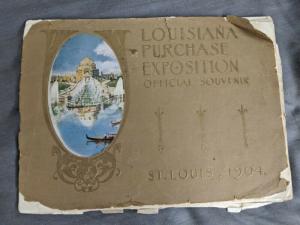 LOUISIANA
PURCHASE
EXPOSITION
OFFICIAL SOUVENIR
ST. LOUIS, 1904.